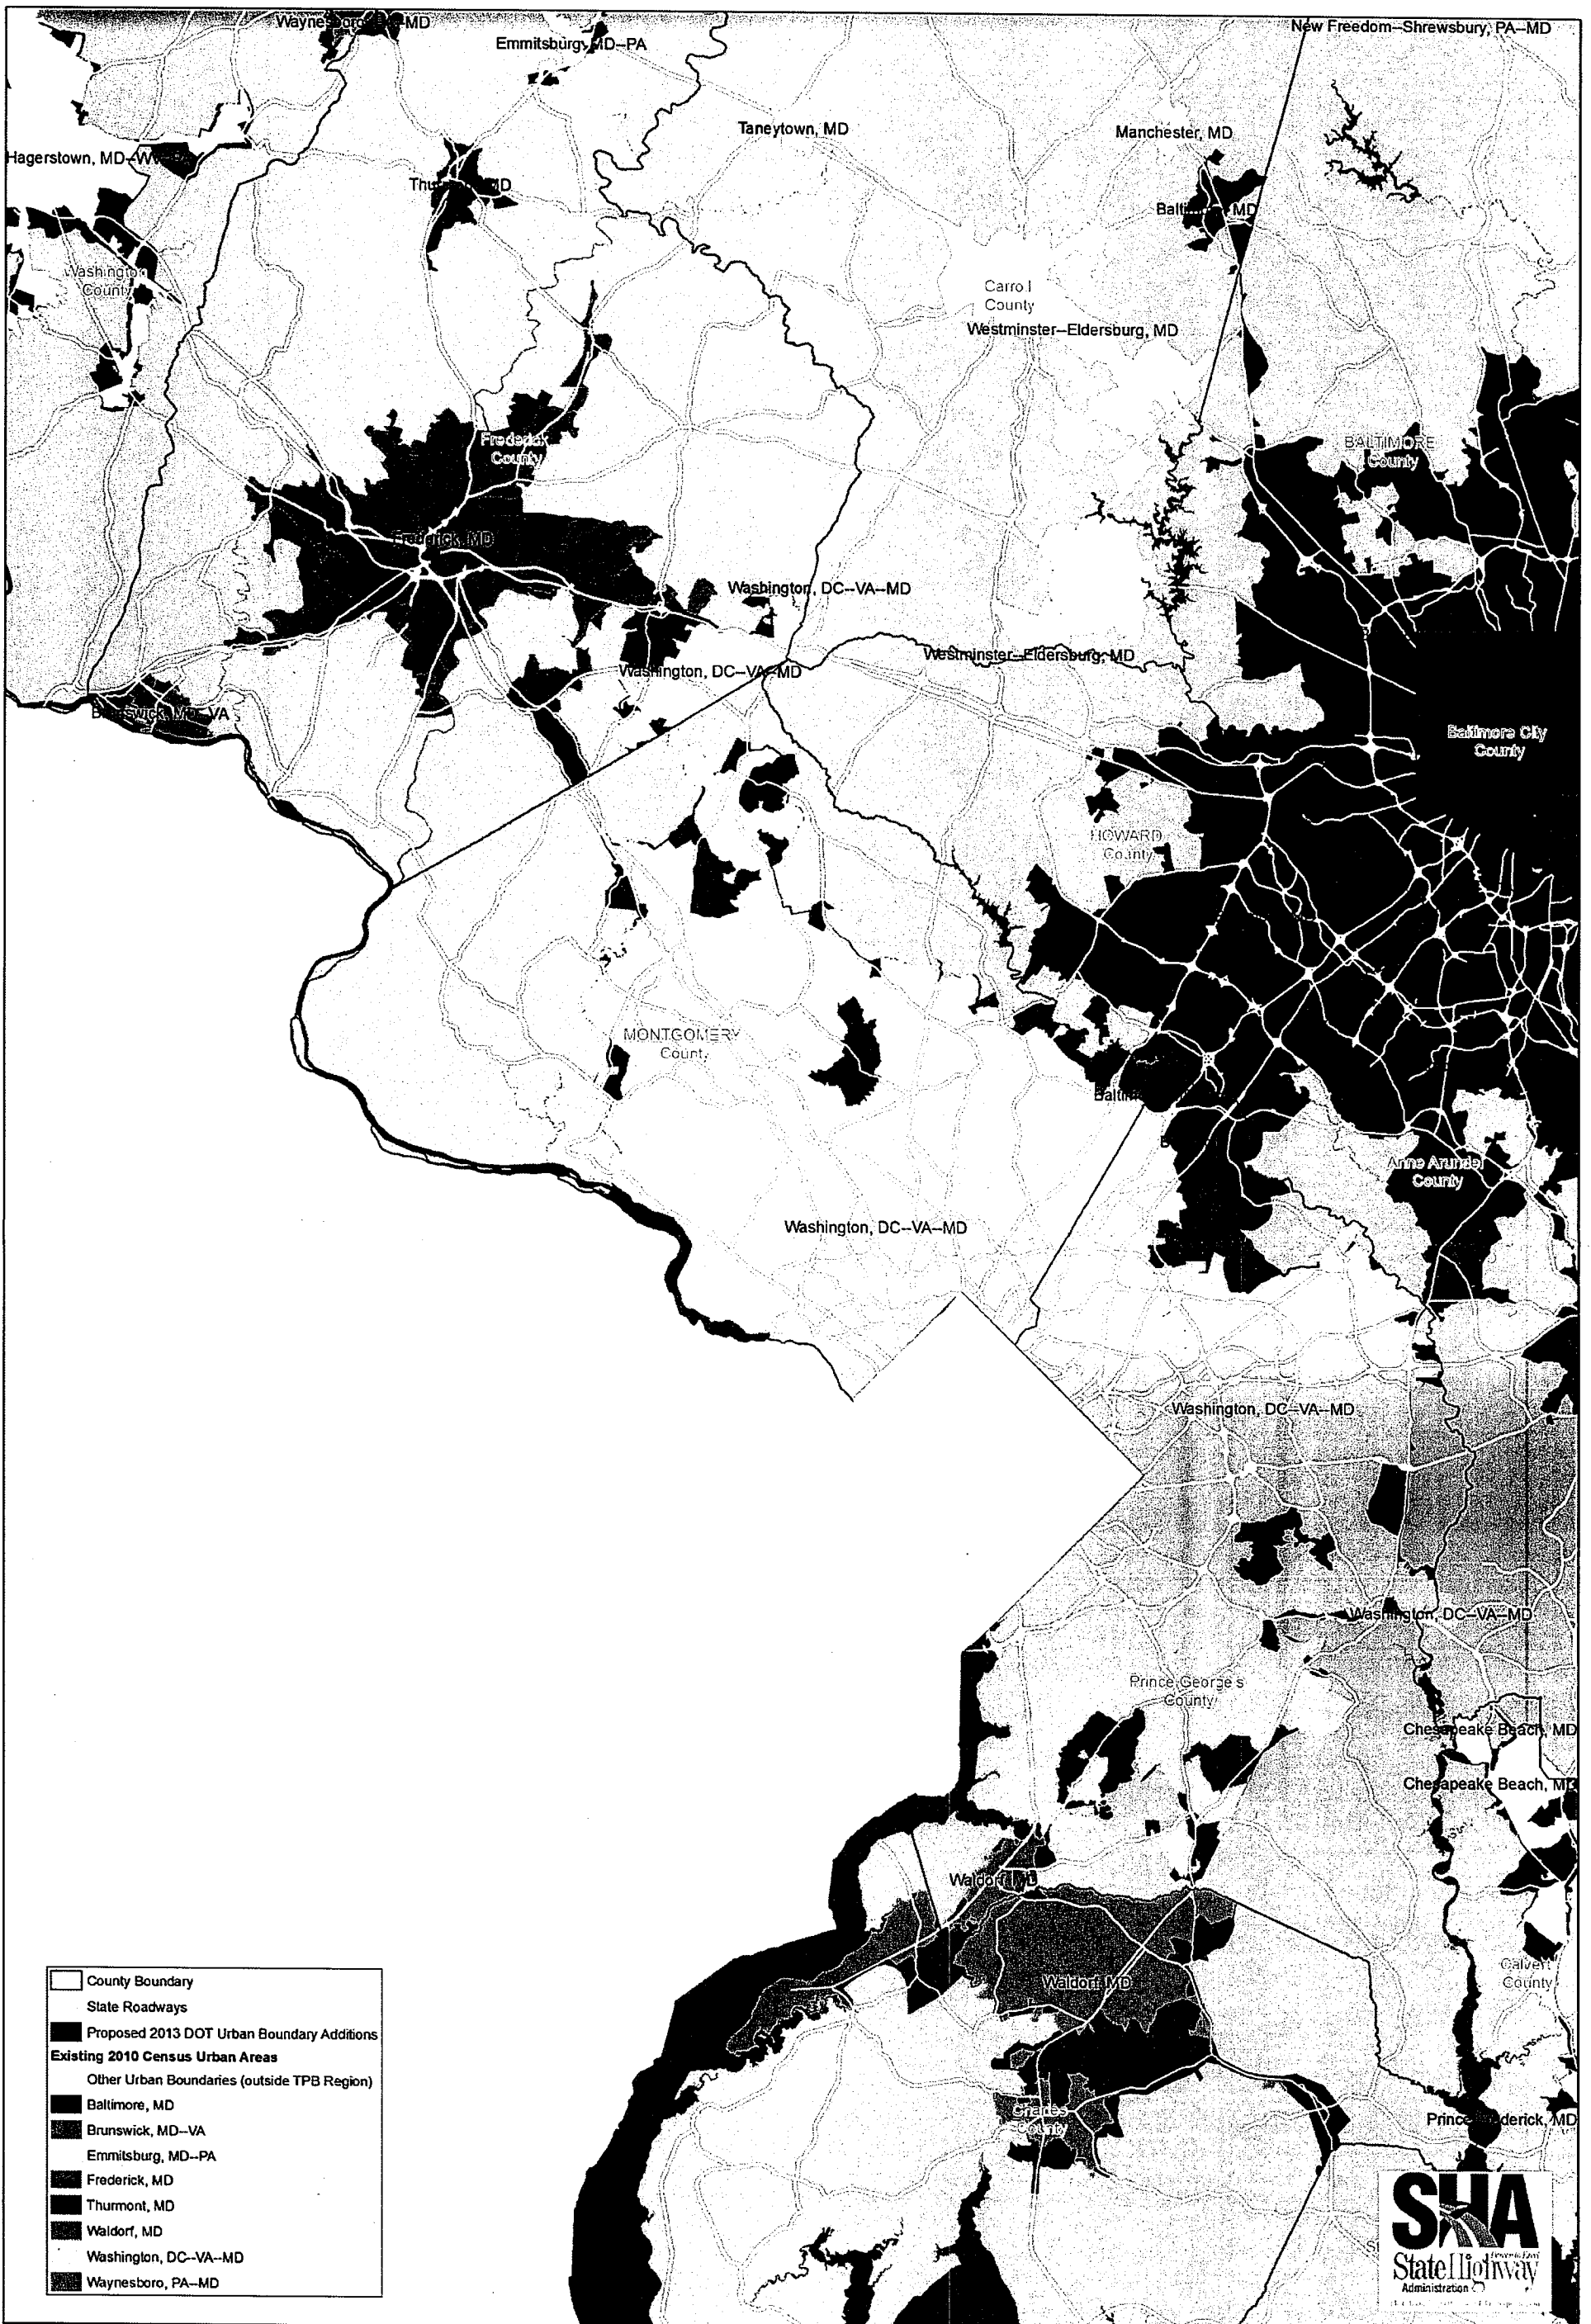 New Freedom--Shrewsbury, PA--MD
Emmitsburg, MD--PA
Taneytown, MD
Manchester, MD
Hagerstown, MD--WV
Washington
County
Carroll
County
Westminster--Eldersburg, MD
Frederick
County
BALTIMORE
County
Frederick, MD
Washington, DC--VA--MD
Westminster--Eldersburg, MD
Washington, DC--VA--MD
Baltimore City
County
HOWARD
County
MONTGOMERY
County
Anne Arundel
County
Washington, DC--VA--MD
Washington, DC--VA--MD
Washington, DC--VA--MD
Prince George's
County
Chesapeake Beach, MD
Chesapeake Beach, MD
Waldorf, MD
Waldorf, MD
Calvert
County
Charles
County
Prince Frederick, MD
County Boundary
State Roadways
Proposed 2013 DOT Urban Boundary Additions
Existing 2010 Census Urban Areas
Other Urban Boundaries (outside TPB Region)
Baltimore, MD
Brunswick, MD--VA
Emmitsburg, MD--PA
Frederick, MD
Thurmont, MD
Waldorf, MD
Washington, DC--VA--MD
Waynesboro, PA--MD
SHA
State Highway
Administration